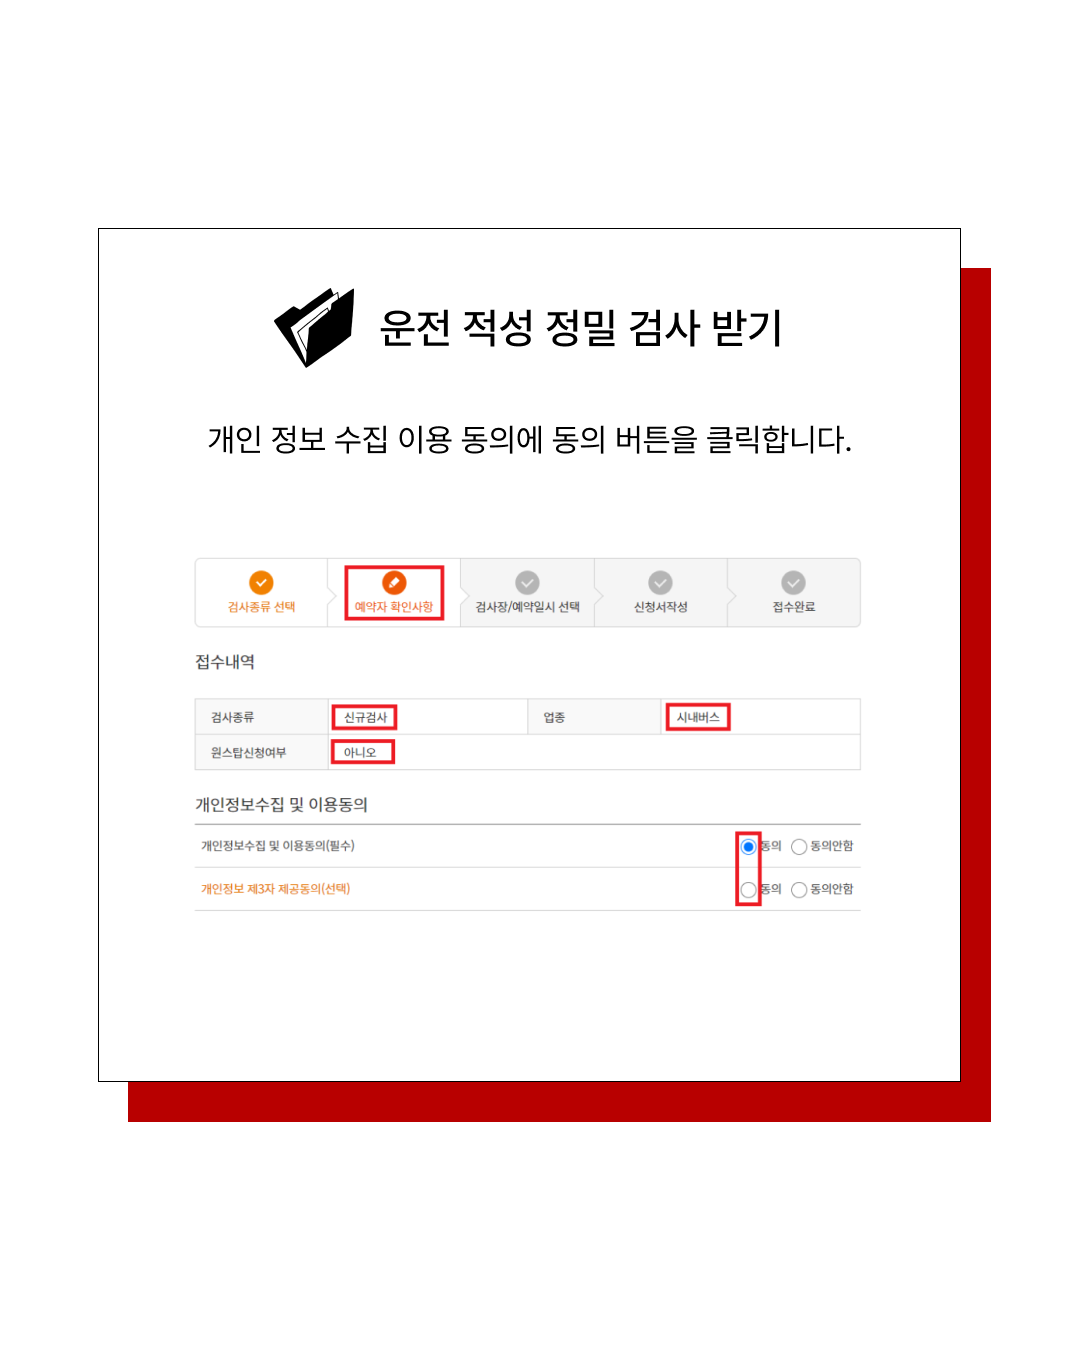 운전 적성 정밀 검사 받기
개인 정보 수집 이용 동의에 동의 버튼을 클릭합니다.
검사종류 선택 예약자 확인사항 검사장/예약일시 선택 신청서작성 접수완료
접수내역
검사종류 신규검사 업종 시내버스
원스탑신청여부 아니오
개인정보수집 및 이용동의
개인정보수집 및 이용동의(필수) 동의 동의안함
개인정보 제3자 제공동의(선택) 동의 동의안함